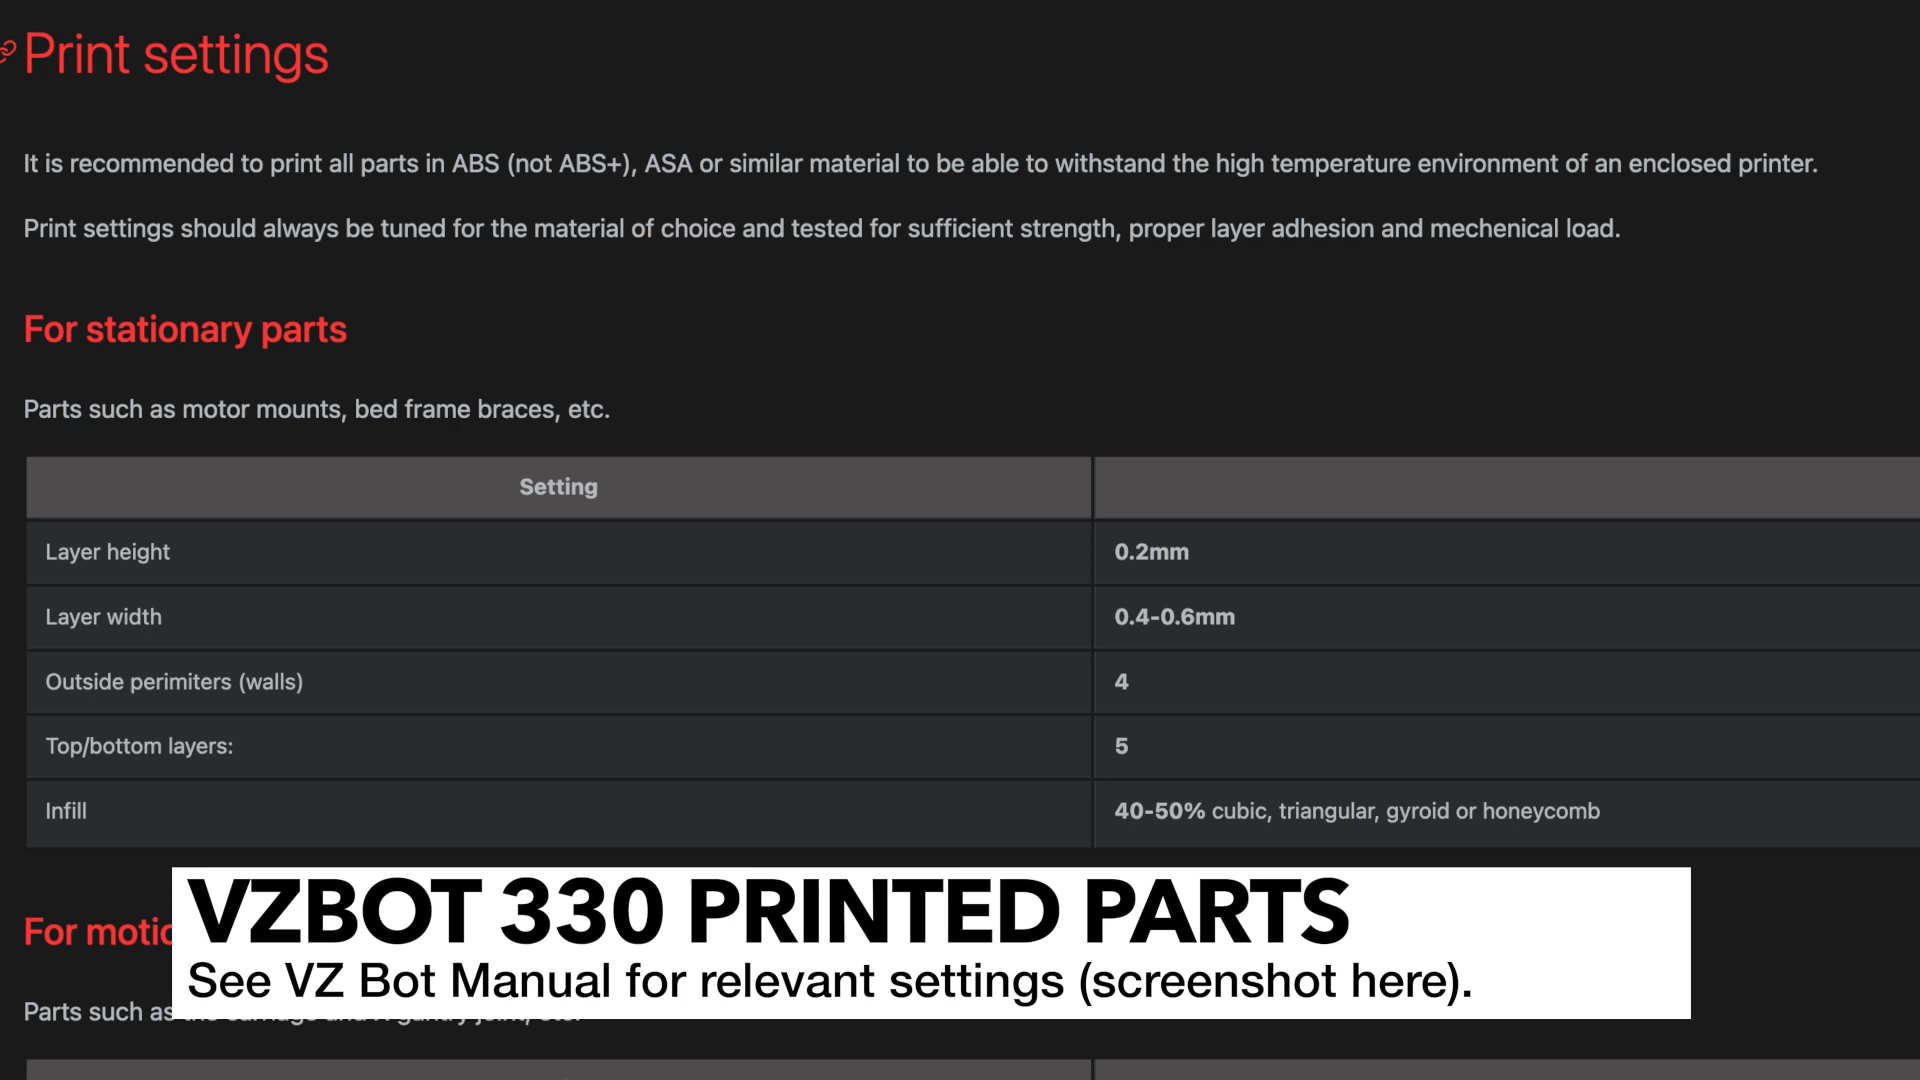 Print settings
It is recommended to print all parts in ABS (not ABS+), ASA or similar material to be able to withstand the high temperature environment of an enclosed printer.
Print settings should always be tuned for the material of choice and tested for sufficient strength, proper layer adhesion and mechenical load.
For stationary parts
Parts such as motor mounts, bed frame braces, etc.
Setting
Layer height 0.2mm
Layer width 0.4-0.6mm
Outside perimiters (walls) 4
Top/bottom layers: 5
Infill 40-50% cubic, triangular, gyroid or honeycomb
For
VZBOT 330 PRINTED PARTS
See VZ Bot Manual for relevant settings (screenshot here).
Parts such as